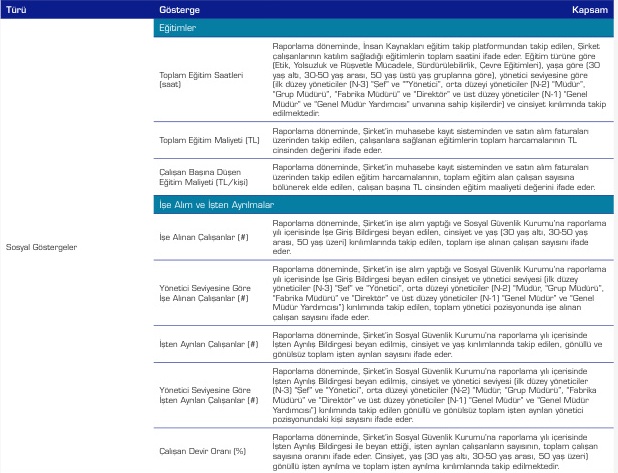 Türü Gösterge Kapsam
Eğitimler
Sosyal Göstergeler
Toplam Eğitim Saatleri
(saat)
Raporlama döneminde, İnsan Kaynakları eğitim takip platformundan takip edilen, Şirket
çalışanlarının katılım sağladığı eğitimlerin toplam saatini ifade eder. Eğitim türüne göre
(Etik, Yolsuzluk ve Rüşvetle Mücadele, Sürdürülebilirlik, Çevre Eğitimleri), yaşa göre (30
yaş altı, 30-50 yaş arası, 50 yaş üstü yaş gruplarına göre), yönetici seviyesine göre
(ilk düzey yöneticiler (N-3) "Şef" ve ""Yönetici", orta düzey yöneticiler (N-2) "Müdür",
"Grup Müdürü", "Fabrika Müdürü" ve "Direktör" ve üst düzey yöneticiler (N-1) "Genel
Müdür" ve "Genel Müdür Yardımcısı" unvanına sahip kişilerdir) ve cinsiyet kırılımında takip
edilmektedir.
Toplam Eğitim Maliyeti (TL)
Raporlama döneminde, Şirket'in muhasebe kayıt sisteminden ve satın alım faturaları
üzerinden takip edilen, çalışanlara sağlanan eğitimlerin toplam harcamalarının TL
cinsinden değerini ifade eder.
Çalışan Başına Düşen
Eğitim Maliyeti (TL/kişi)
Raporlama döneminde, Şirket'in muhasebe kayıt sisteminden ve satın alım faturaları
üzerinden takip edilen eğitim harcamalarının, toplam eğitim alan çalışan sayısına
bölünerek elde edilen, çalışan başına TL cinsinden eğitim maaliyeti değerini ifade eder.
İşe Alım ve İşten Ayrılmalar
İşe Alınan Çalışanlar (#)
Raporlama döneminde, Şirket'in işe alım yaptığı ve Sosyal Güvenlik Kurumu'na raporlama
yılı içerisinde İşe Giriş Bildirgesi beyan edilen, cinsiyet ve yaş (30 yaş altı, 30-50 yaş
arası, 50 yaş üzeri) kırılımlarında takip edilen, toplam işe alınan çalışan sayısını ifade
eder.
Yönetici Seviyesine Göre
İşe Alınan Çalışanlar (#)
Raporlama döneminde, Şirket'in işe alım yaptığı ve Sosyal Güvenlik Kurumu'na raporlama
yılı içerisinde İşe Giriş Bildirgesi beyan edilen cinsiyet ve yönetici seviyesi (ilk düzey
yöneticiler (N-3) "Şef" ve "Yönetici", orta düzeyi yöneticiler (N-2) "Müdür, "Grup Müdürü",
"Fabrika Müdürü" ve "Direktör" ve üst düzey yöneticiler (N-1) "Genel Müdür" ve "Genel
Müdür Yardımcısı") kırılımında takip edilen, toplam yönetici pozisyonunda işe alınan
çalışan sayısını ifade eder.
İşten Ayrılan Çalışanlar (#)
Raporlama döneminde, Şirket'in Sosyal Güvenlik Kurumu'na raporlama yılı içerisinde
İşten Ayrılış Bildirgesi beyan edilmiş, cinsiyet ve yaş kırılımlarında takip edilen, gönüllü ve
gönülsüz toplam işten ayrılan sayısını ifade eder.
Yönetici Seviyesine Göre
İşten Ayrılan Çalışanlar (#)
Raporlama döneminde, Şirket'in Sosyal Güvenlik Kurumu'na raporlama yılı içerisinde
İşten Ayrılış Bildirgesi beyan edilmiş, cinsiyet ve yönetici seviyesi (ilk düzey yöneticiler
(N-3) "Şef" ve "Yönetici", orta düzeyi yöneticiler (N-2) "Müdür, "Grup Müdürü", "Fabrika
Müdürü" ve "Direktör" ve üst düzey yöneticiler (N-1) "Genel Müdür" ve "Genel Müdür
Yardımcısı") kırılımında takip edilen gönüllü ve gönülsüz toplam işten ayrılan yönetici
pozisyonundaki kişi sayısını ifade eder.
Çalışan Devir Oranı (%)
Raporlama döneminde, Şirket'in Sosyal Güvenlik Kurumu'na raporlama yılı içerisinde
İşten Ayrılış Bildirgesi ile beyan ettiği, işten ayrılan çalışanların sayısının, toplam çalışan
sayısına oranını ifade eder. Cinsiyet, yaş (30 yaş altı, 30-50 yaş arası, 50 yaş üzeri)
gönüllü işten ayrılma ve toplam işten ayrılma kırılımlarında takip edilmektedir.